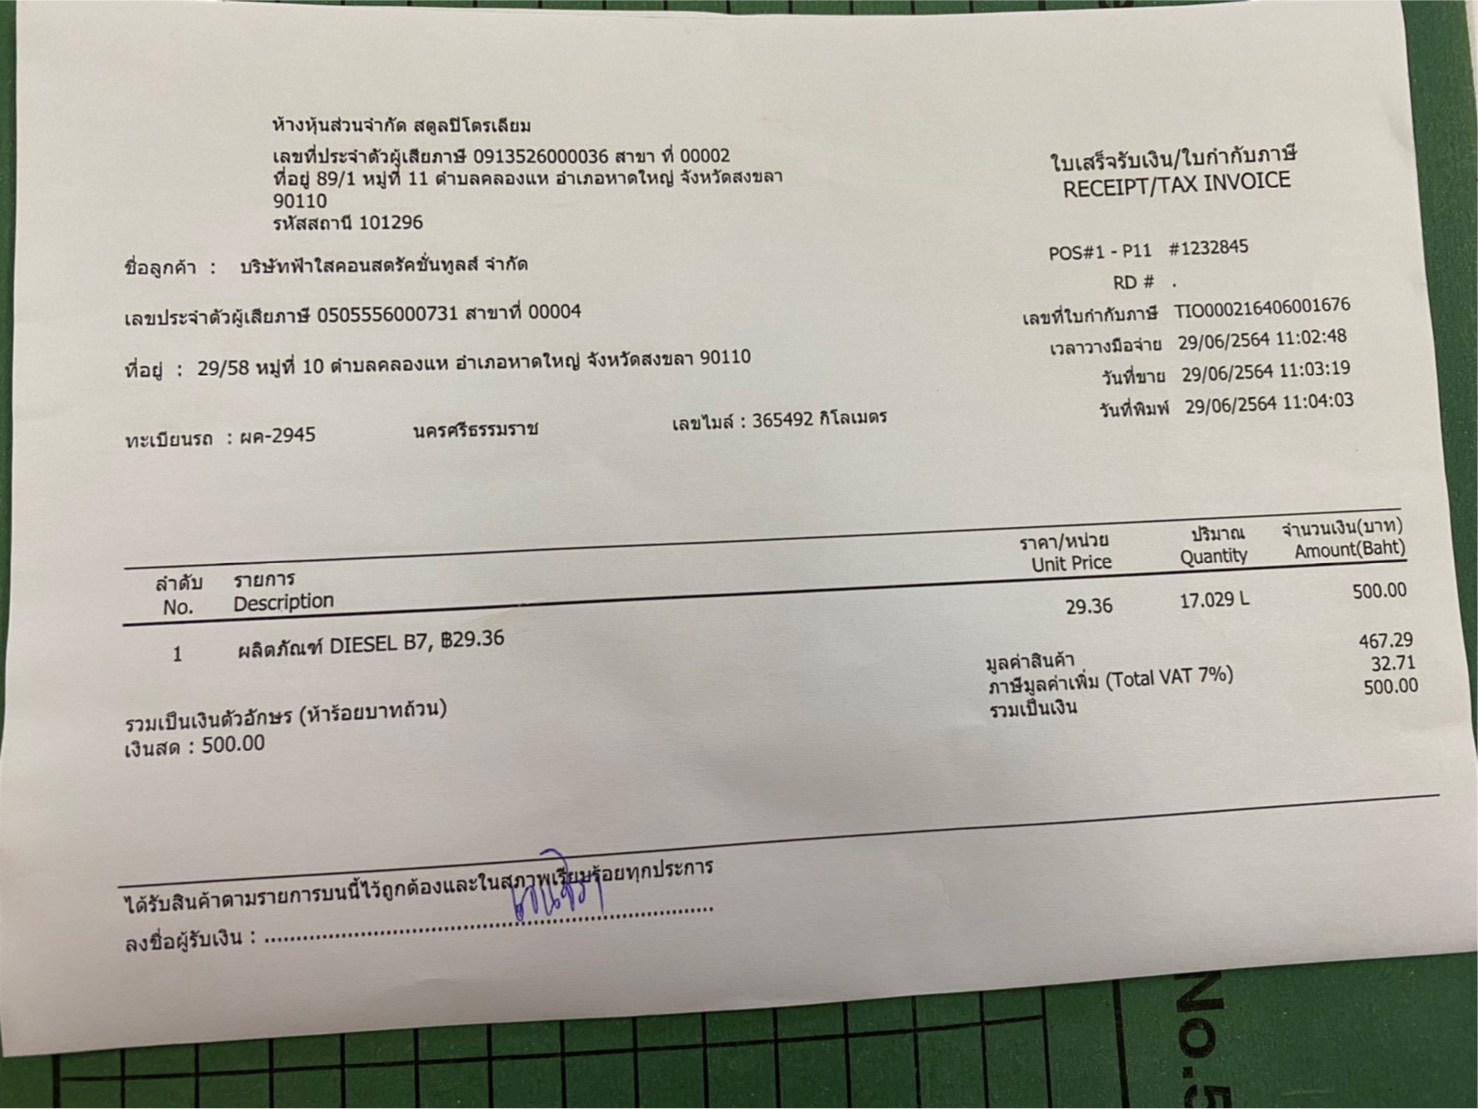 ห้างหุ้นส่วนจำกัด สตูลปิโตรเลียม
เลขที่ประจำตัวผู้เสียภาษี 0913526000036 สาขา ที่ 00002
ที่อยู่ 89/1 หมู่ที่ 11 ตำบลคลองแห อำเภอหาดใหญ่ จังหวัดสงขลา
90110
รหัสสถานี 101296
ใบเสร็จรับเงิน/ใบกำกับภาษี
RECEIPT/TAX INVOICE
ชื่อลูกค้า : บริษัทฟ้าใสคอนสตรัคชั่นทูลส์ จำกัด
เลขประจำตัวผู้เสียภาษี 0505556000731 สาขาที่ 00004
ที่อยู่ : 29/58 หมู่ที่ 10 ตำบลคลองแห อำเภอหาดใหญ่ จังหวัดสงขลา 90110
ทะเบียนรถ : ผค-2945 นครศรีธรรมราช เลขไมล์ : 365492 กิโลเมตร
POS#1 - P11 #1232845
RD # .
เลขที่ใบกำกับภาษี TIO000216406001676
เวลาวางมือจ่าย 29/06/2564 11:02:48
วันที่ขาย 29/06/2564 11:03:19
วันที่พิมพ์ 29/06/2564 11:04:03
ลำดับ รายการ ราคา/หน่วย ปริมาณ จำนวนเงิน(บาท)
No. Description Unit Price Quantity Amount(Baht)
1 ผลิตภัณฑ์ DIESEL B7, ฿29.36 29.36 17.029 L 500.00
มูลค่าสินค้า 467.29
ภาษีมูลค่าเพิ่ม (Total VAT 7%) 32.71
รวมเป็นเงิน 500.00
รวมเป็นเงินตัวอักษร (ห้าร้อยบาทถ้วน)
เงินสด : 500.00
ได้รับสินค้าตามรายการบนนี้ไว้ถูกต้องและในสภาพเรียบร้อยทุกประการ
ลงชื่อผู้รับเงิน : ........................................................................
No.5